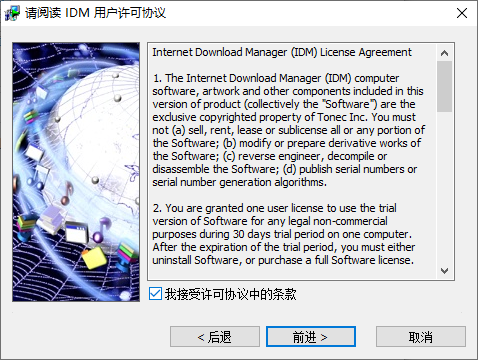 请阅读 IDM 用户许可协议
Internet Download Manager (IDM) License Agreement
1. The Internet Download Manager (IDM) computer
software, artwork and other components included in this
version of product (collectively the "Software") are the
exclusive copyrighted property of Tonec Inc. You must
not (a) sell, rent, lease or sublicense all or any portion of
the Software; (b) modify or prepare derivative works of
the Software; (c) reverse engineer, decompile or
disassemble the Software; (d) publish serial numbers or
serial number generation algorithms.
2. You are granted one user license to use the trial
version of Software for any legal non-commercial
purposes during 30 days trial period on one computer.
After the expiration of the trial period, you must either
uninstall Software, or purchase a full Software license.
我接受许可协议中的条款
< 后退
前进 >
取消